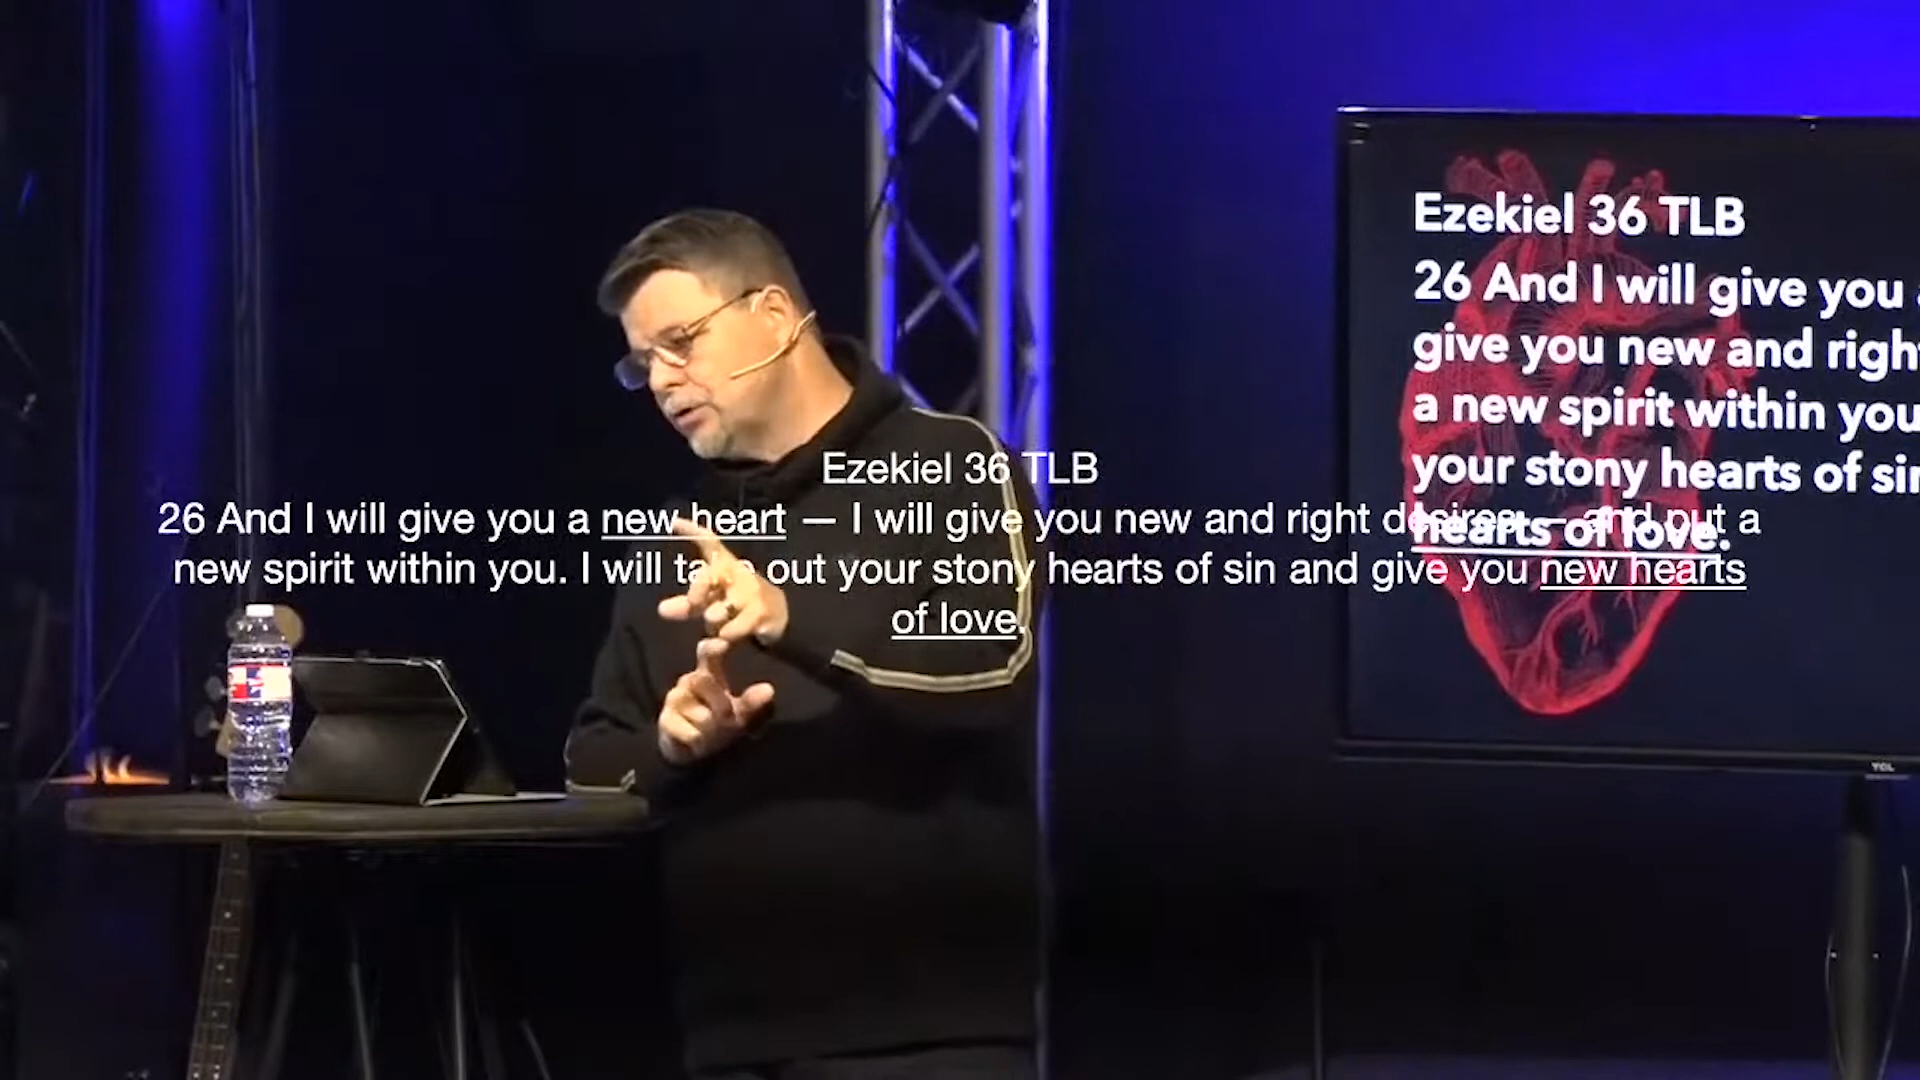 Ezekiel 36 TLB
26 And I will give you a new heart — I will give you new and right desires — and put a
new spirit within you. I will take out your stony hearts of sin and give you new hearts
of love.
Ezekiel 36 TLB
26 And I will give you
give you new and
a new spirit within
your stony hearts of
hearts of love.
TCL